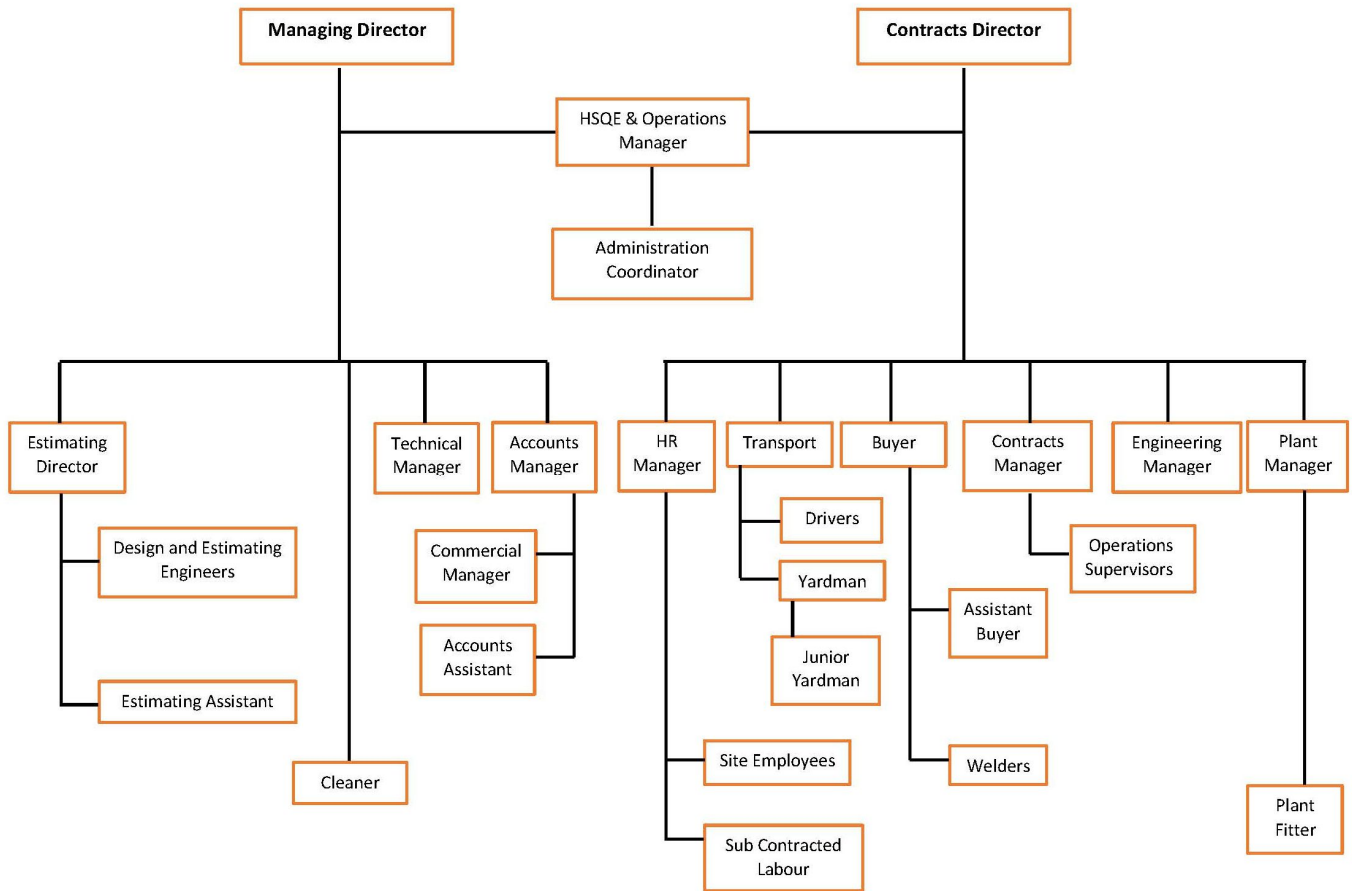 Managing Director
Contracts Director
HSQE & Operations
Manager
Administration
Coordinator
Estimating
Director
Technical
Manager
Accounts
Manager
HR
Manager
Transport
Buyer
Contracts
Manager
Engineering
Manager
Plant
Manager
Design and Estimating
Engineers
Estimating Assistant
Cleaner
Commercial
Manager
Accounts
Assistant
Drivers
Yardman
Junior
Yardman
Site Employees
Sub Contracted
Labour
Assistant
Buyer
Welders
Operations
Supervisors
Plant
Fitter